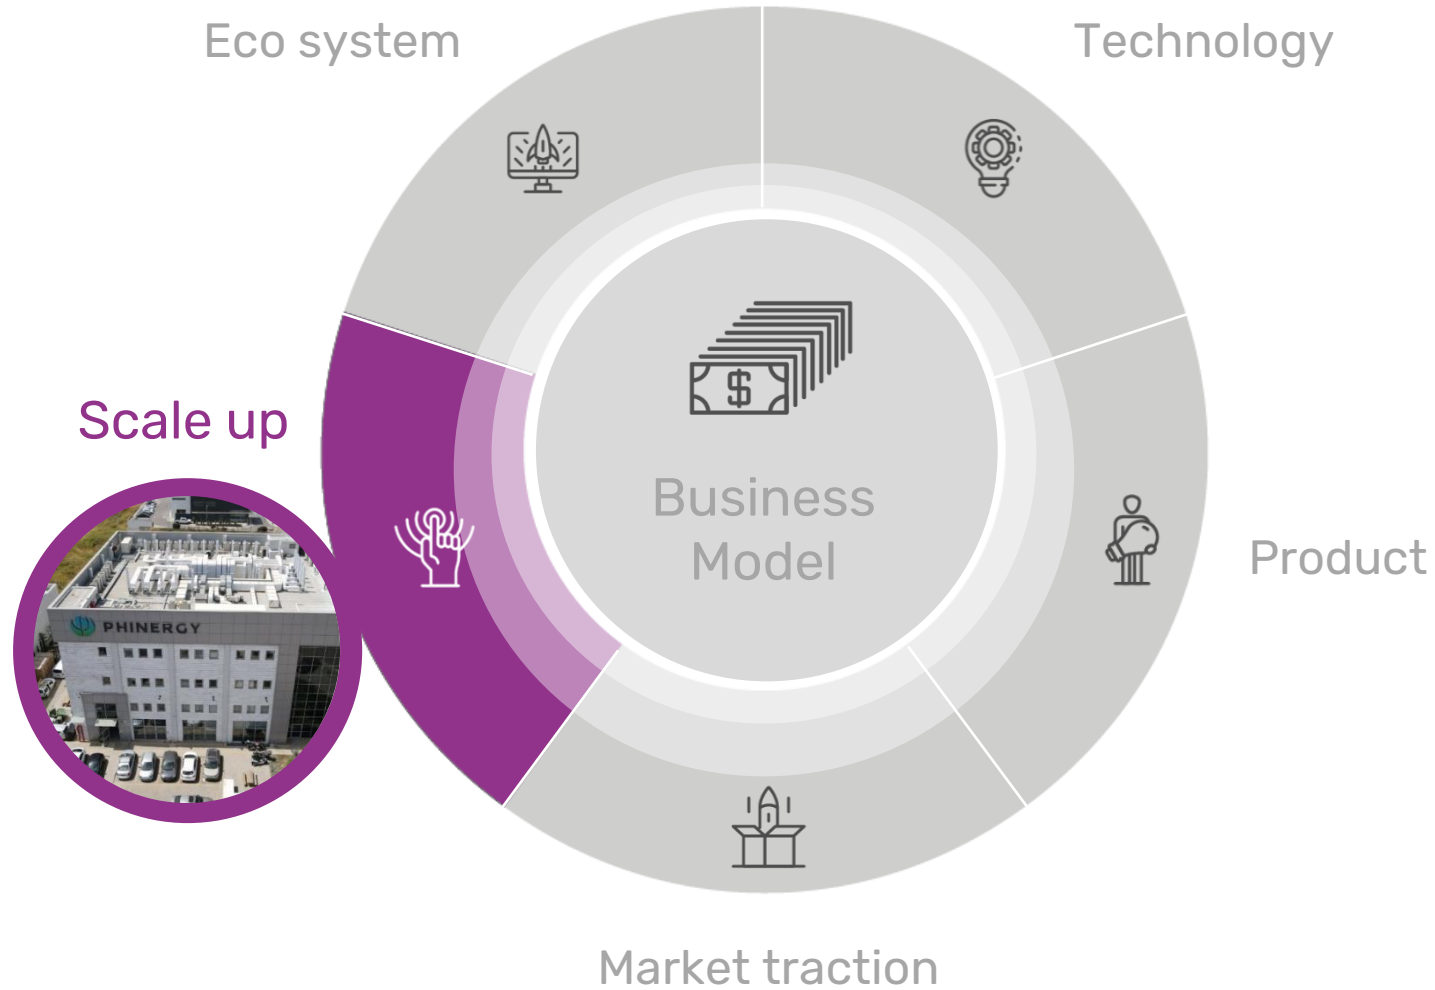 Eco system
Technology
Scale up
$
Business
Model
PHINERGY
Product
Market traction